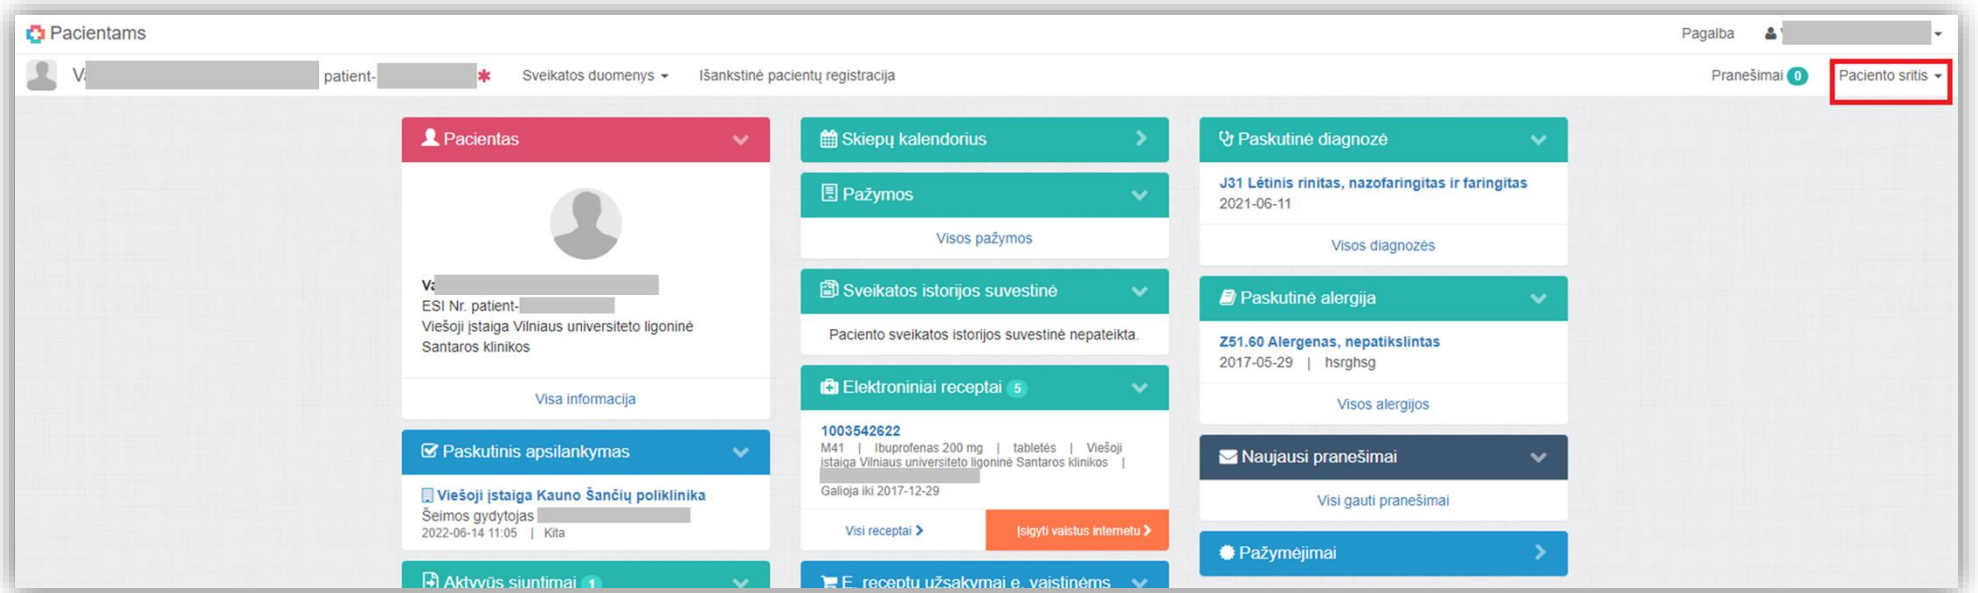 Pacientams
Pagalba
patient-
Sveikatos duomenys
Išankstinė pacientų registracija
Pranešimai 0
Paciento sritis
Pacientas
ESI Nr. patient-
Viešoji įstaiga Vilniaus universiteto ligoninė
Santaros klinikos
Visa informacija
Paskutinis apsilankymas
Viešoji įstaiga Kauno Šančių poliklinika
Šeimos gydytojas
2022-06-14 11:05 | Kita
Aktyvūs siuntimai 1
Skiepų kalendorius
Pažymos
Visos pažymos
Sveikatos istorijos suvestinė
Paciento sveikatos istorijos suvestinė nepateikta.
Elektroniniai receptai 5
1003542622
M41 | Ibuprofenas 200 mg | tabletės | Viešoji
įstaiga Vilniaus universiteto ligoninė Santaros klinikos |
Galioja iki 2017-12-29
Visi receptai
Įsigyti vaistus internetu
E. receptų užsakymai e. vaistinėms
Paskutinė diagnozė
J31 Lėtinis rinitas, nazofaringitas ir faringitas
2021-06-11
Visos diagnozės
Paskutinė alergija
Z51.60 Alergenas, nepatikslintas
2017-05-29 | hsrghsg
Visos alergijos
Naujausi pranešimai
Visi gauti pranešimai
Pažymėjimai